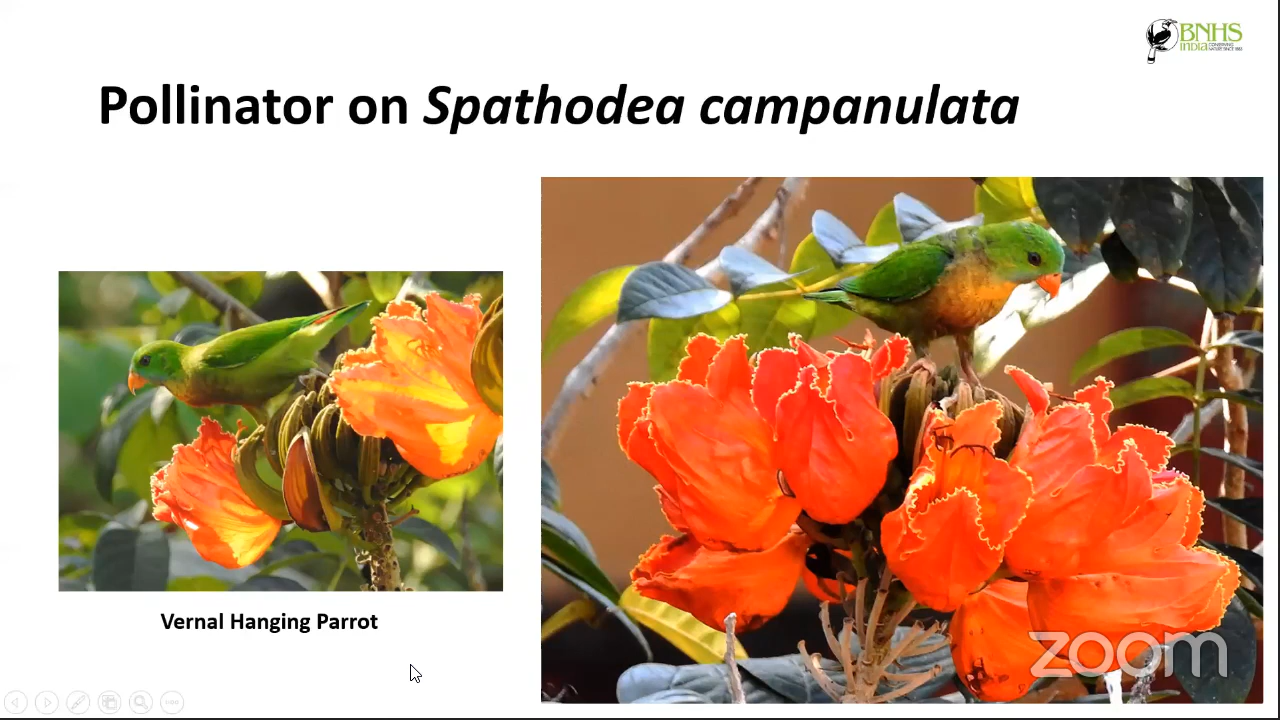 BNHS
INDIA
CONSERVING
NATURE SINCE 1883
Pollinator on Spathodea campanulata
Vernal Hanging Parrot
zoom